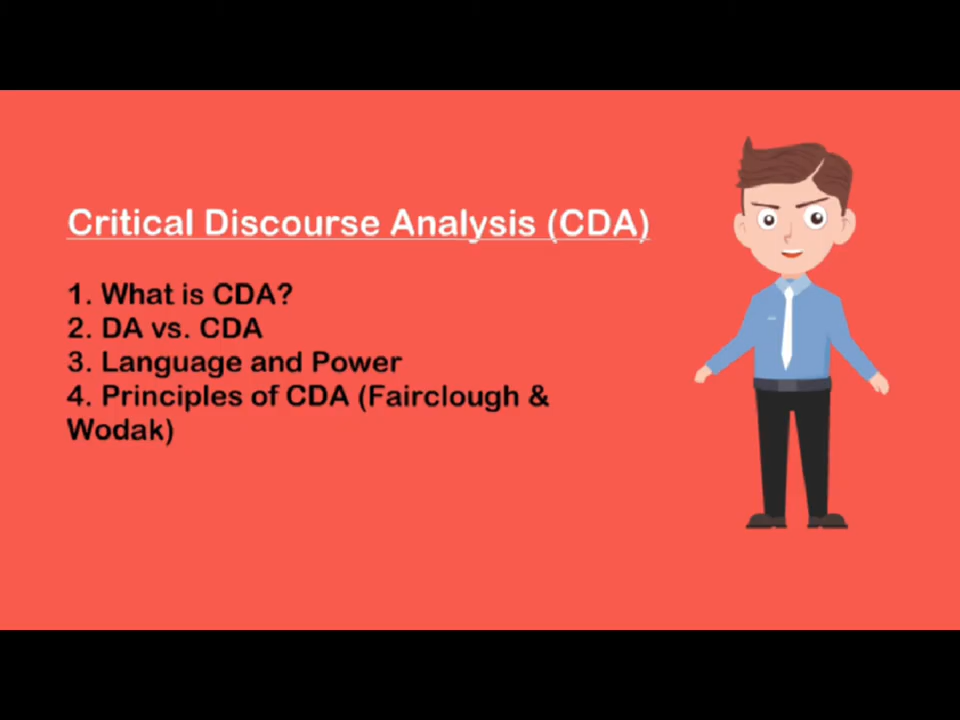 Critical Discourse Analysis (CDA)
1. What is CDA?
2. DA vs. CDA
3. Language and Power
4. Principles of CDA (Fairclough &
Wodak)